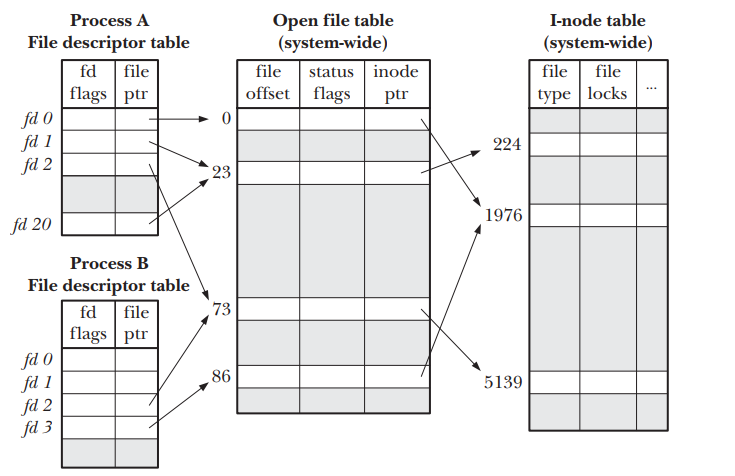 Process A
File descriptor table
fd file
flags ptr
fd 0
fd 1
fd 2
fd 20
Process B
File descriptor table
fd file
flags ptr
fd 0
fd 1
fd 2
fd 3
Open file table
(system-wide)
file status inode
offset flags ptr
0
23
73
86
I-node table
(system-wide)
file file
type locks ...
224
1976
5139